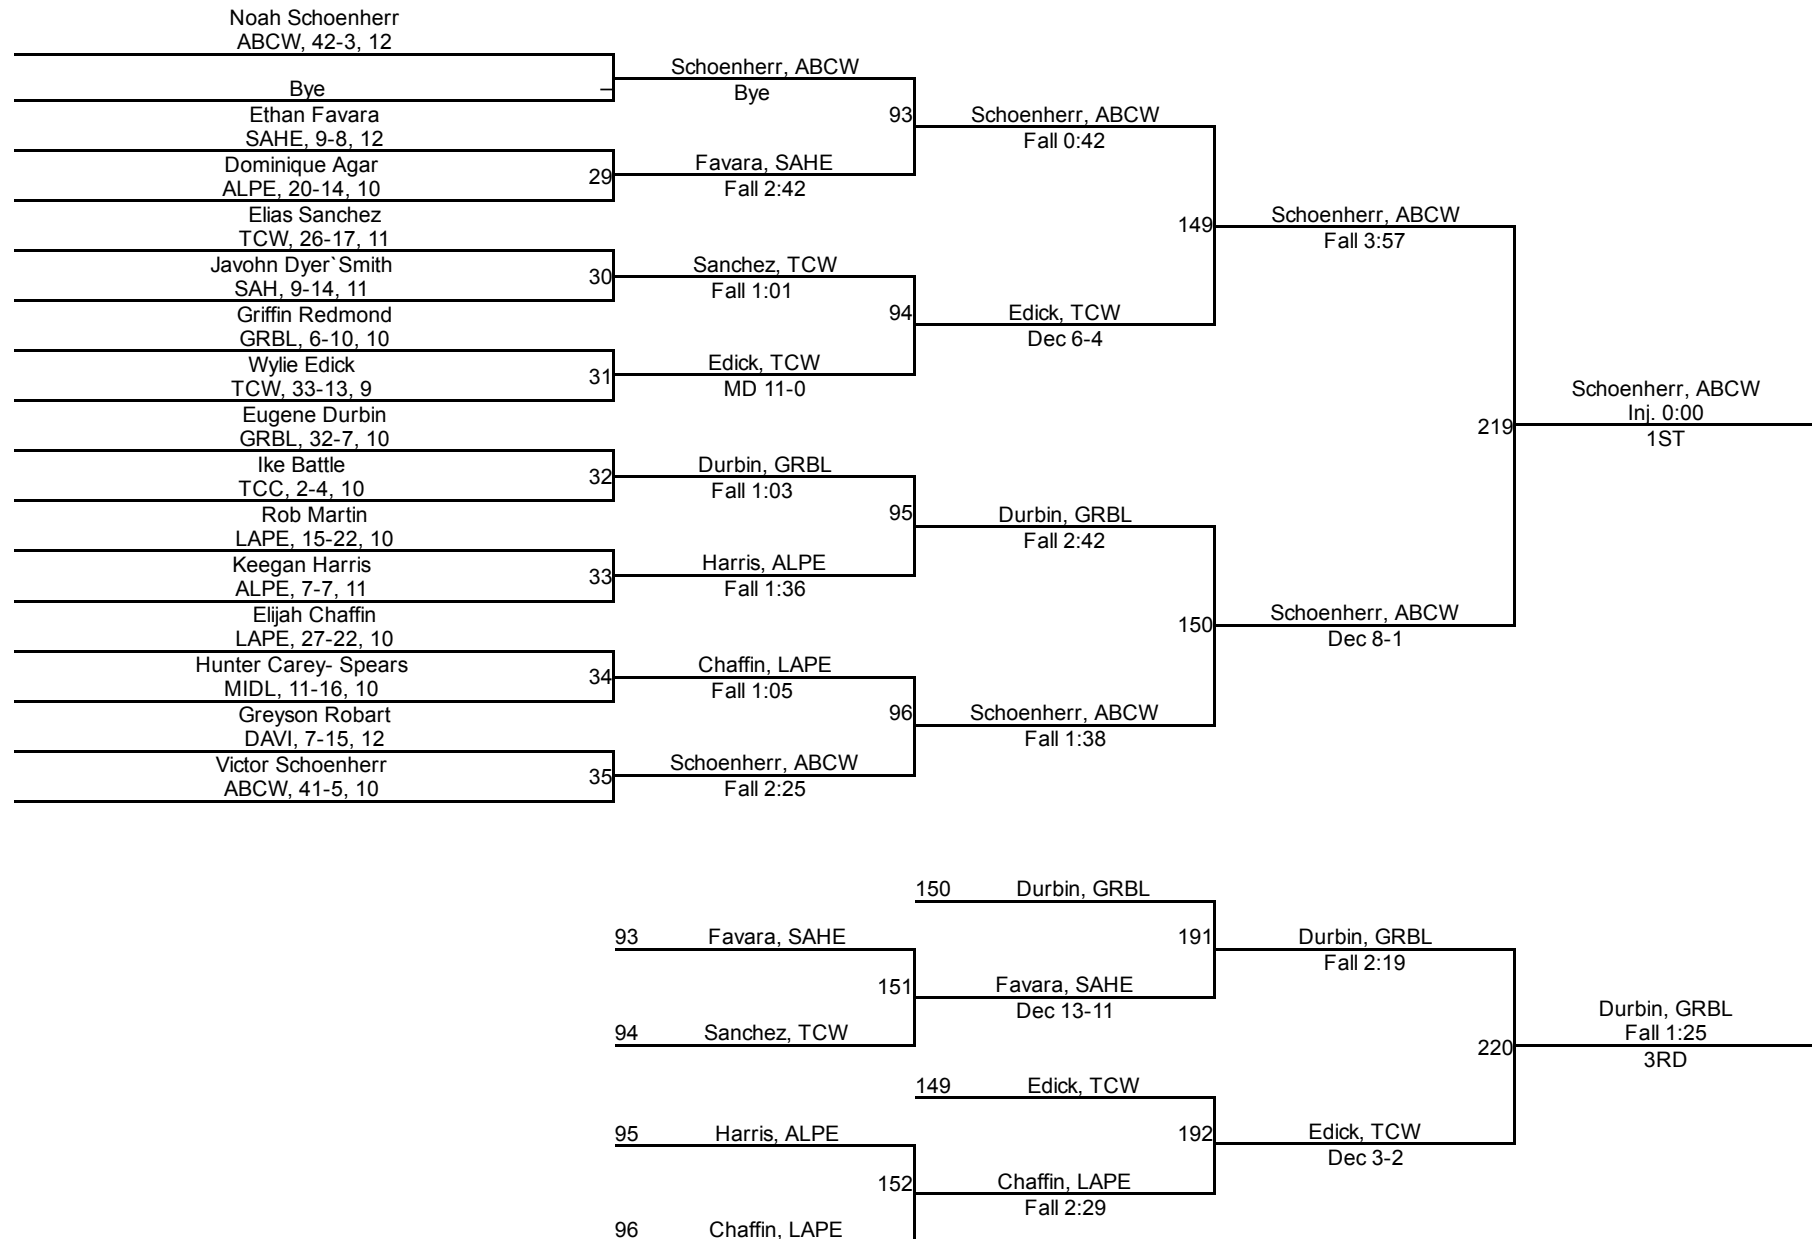 Noah Schoenherr
ABCW, 42-3, 12
Bye
Ethan Favara
SAHE, 9-8, 12
Dominique Agar
ALPE, 20-14, 10
Elias Sanchez
TCW, 26-17, 11
Javohn Dyer`Smith
SAH, 9-14, 11
Griffin Redmond
GRBL, 6-10, 10
Wylie Edick
TCW, 33-13, 9
Eugene Durbin
GRBL, 32-7, 10
Ike Battle
TCC, 2-4, 10
Rob Martin
LAPE, 15-22, 10
Keegan Harris
ALPE, 7-7, 11
Elijah Chaffin
LAPE, 27-22, 10
Hunter Carey- Spears
MIDL, 11-16, 10
Greyson Robart
DAVI, 7-15, 12
Victor Schoenherr
ABCW, 41-5, 10
–
29
30
31
32
33
34
35
Schoenherr, ABCW
Bye
Favara, SAHE
Fall 2:42
Sanchez, TCW
Fall 1:01
Edick, TCW
MD 11-0
Durbin, GRBL
Fall 1:03
Harris, ALPE
Fall 1:36
Chaffin, LAPE
Fall 1:05
Schoenherr, ABCW
Fall 2:25
93
94
95
96
Schoenherr, ABCW
Fall 0:42
Edick, TCW
Dec 6-4
Durbin, GRBL
Fall 2:42
Schoenherr, ABCW
Fall 1:38
149
150
Schoenherr, ABCW
Fall 3:57
Schoenherr, ABCW
Dec 8-1
219
Schoenherr, ABCW
Inj. 0:00
1ST
93 Favara, SAHE
94 Sanchez, TCW
95 Harris, ALPE
96 Chaffin, LAPE
151
152
150 Durbin, GRBL
Favara, SAHE
Dec 13-11
149 Edick, TCW
Chaffin, LAPE
Fall 2:29
191
192
Durbin, GRBL
Fall 2:19
Edick, TCW
Dec 3-2
220
Durbin, GRBL
Fall 1:25
3RD